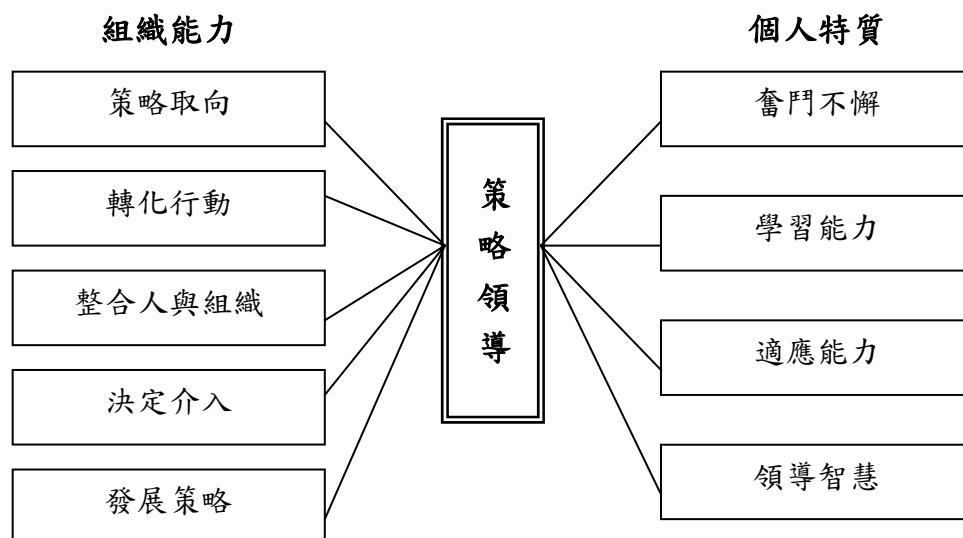 組織能力
策略取向
轉化行動
整合人與組織
決定介入
發展策略
策略領導
個人特質
奮鬥不懈
學習能力
適應能力
領導智慧